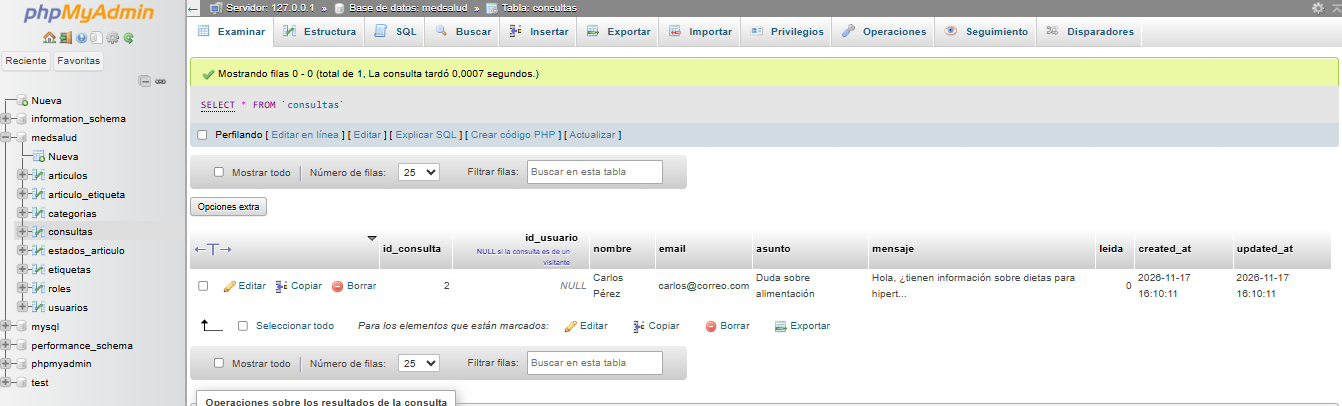 phpMyAdmin
Reciente Favoritas
Nueva
information_schema
medsalud
Nueva
articulos
articulo_etiqueta
categorias
consultas
estados_articulo
etiquetas
roles
usuarios
mysql
performance_schema
phpmyadmin
test
Servidor: 127.0.0.1 » Base de datos: medsalud » Tabla: consultas
Examinar Estructura SQL Buscar Insertar Exportar Importar Privilegios Operaciones Seguimiento Disparadores
Mostrando filas 0 - 0 (total de 1, La consulta tardó 0,0007 segundos.)
SELECT * FROM `consultas`
Perfilando [ Editar en línea ] [ Editar ] [ Explicar SQL ] [ Crear código PHP ] [ Actualizar ]
Mostrar todo Número de filas: 25 Filtrar filas: Buscar en esta tabla
Opciones extra
id_consulta id_usuario nombre email asunto mensaje leida created_at updated_at
NULL si la consulta es de un
visitante
Editar Copiar Borrar 2 NULL Carlos Pérez carlos@correo.com Duda sobre alimentación Hola, ¿tienen información sobre dietas para hipert... 0 2026-11-17 16:10:11 2026-11-17 16:10:11
Seleccionar todo Para los elementos que están marcados: Editar Copiar Borrar Exportar
Mostrar todo Número de filas: 25 Filtrar filas: Buscar en esta tabla
Operaciones sobre los resultados de la consulta